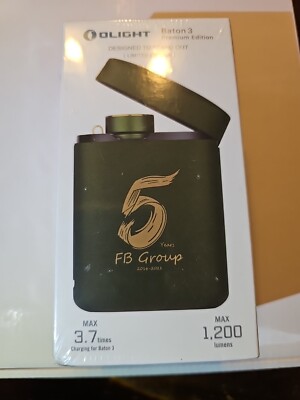 OLIGHT
Baton 3
Premium Edition
5
Years
FB Group
MAX
3.7 times
Charging for Baton 3
MAX
1,200
lumens